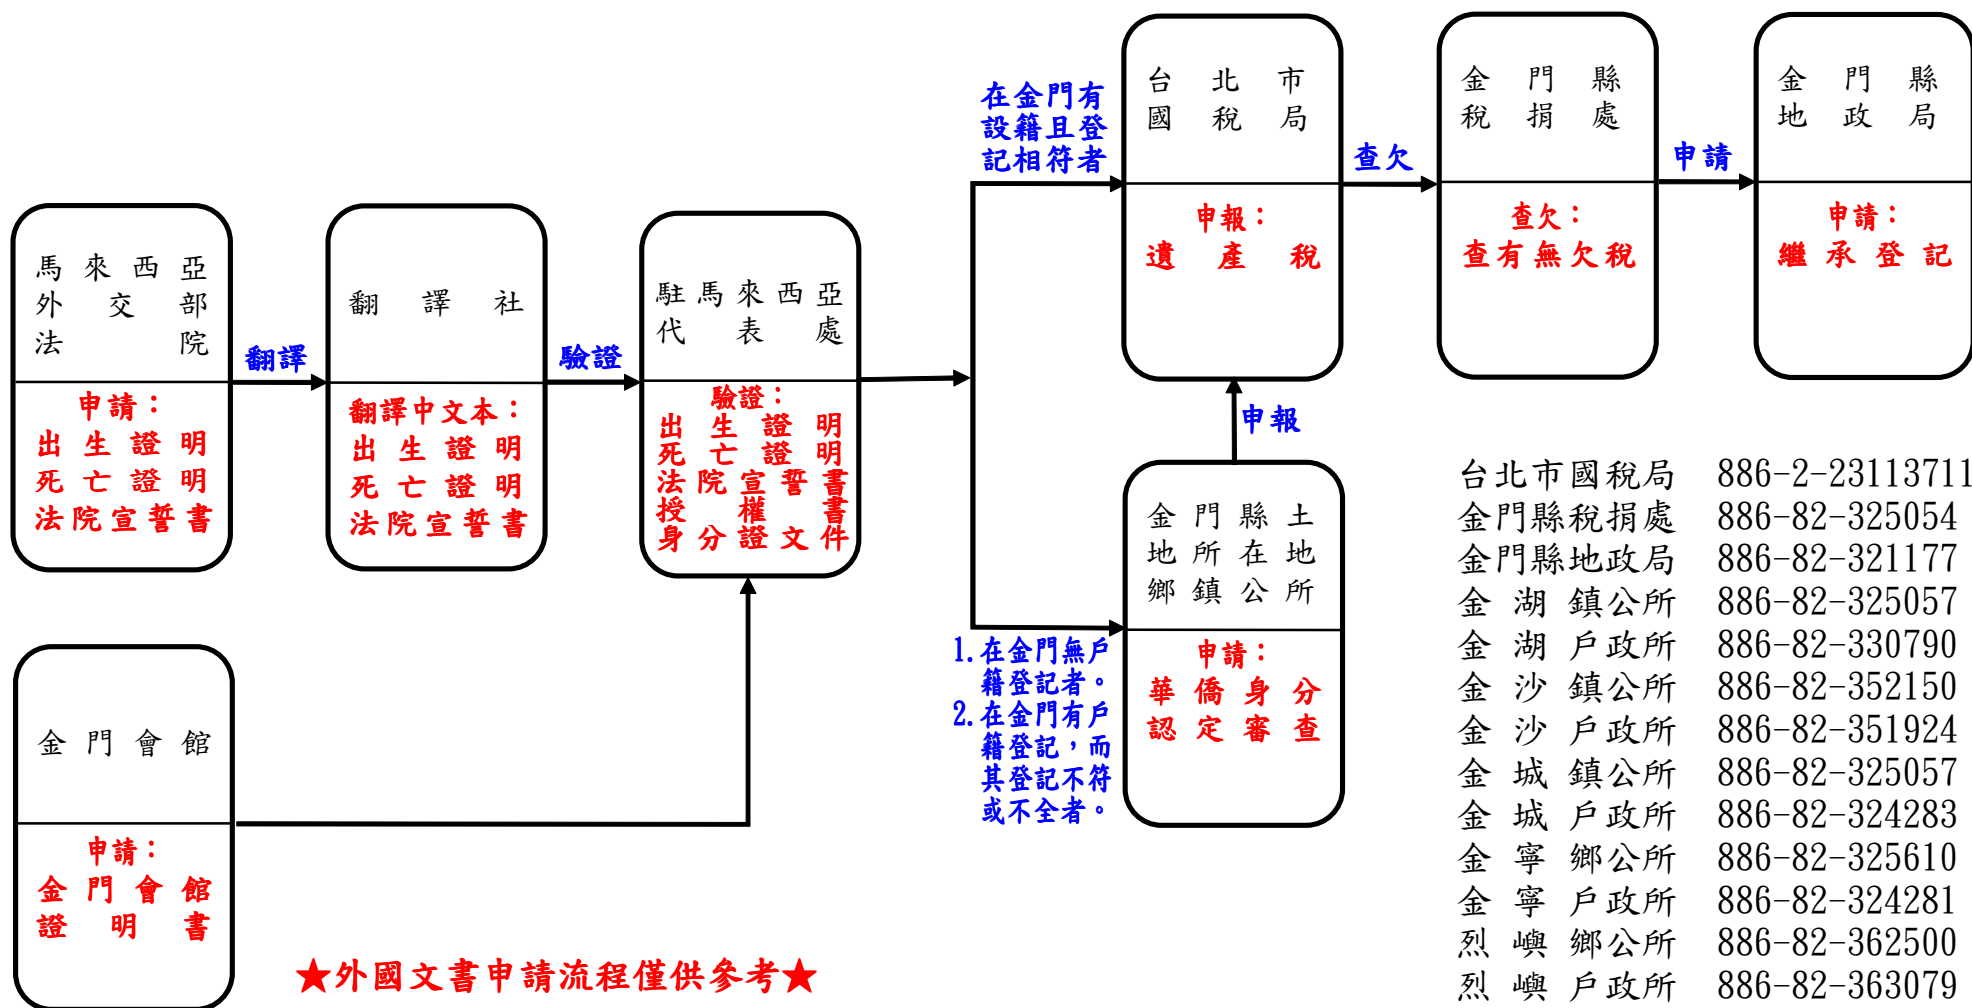 馬來西亞
外交部
法院
申請：
出生證明
死亡證明
法院宣誓書
翻譯
翻譯社
翻譯中文本：
出生證明
死亡證明
法院宣誓書
驗證
駐馬來西亞
代表處
驗證：
出生證明
死亡證明
法院宣誓書
授權書
身分證文件
金門會館
申請：
金門會館
證明書
在金門有
設籍且登
記相符者
台北市
國稅局
申報：
遺產稅
查欠
金門縣
稅捐處
查欠：
查有無欠稅
申請
金門縣
地政局
申請：
繼承登記
申報
1.在金門無戶
籍登記者。
2.在金門有戶
籍登記，而
其登記不符
或不全者。
金門縣土
地所在地
鄉鎮公所
申請：
華僑身分
認定審查
台北市國稅局 886-2-23113711
金門縣稅捐處 886-82-325054
金門縣地政局 886-82-321177
金湖鎮公所 886-82-325057
金湖戶政所 886-82-330790
金沙鎮公所 886-82-352150
金沙戶政所 886-82-351924
金城鎮公所 886-82-325057
金城戶政所 886-82-324283
金寧鄉公所 886-82-325610
金寧戶政所 886-82-324281
烈嶼鄉公所 886-82-362500
烈嶼戶政所 886-82-363079
★外國文書申請流程僅供參考★